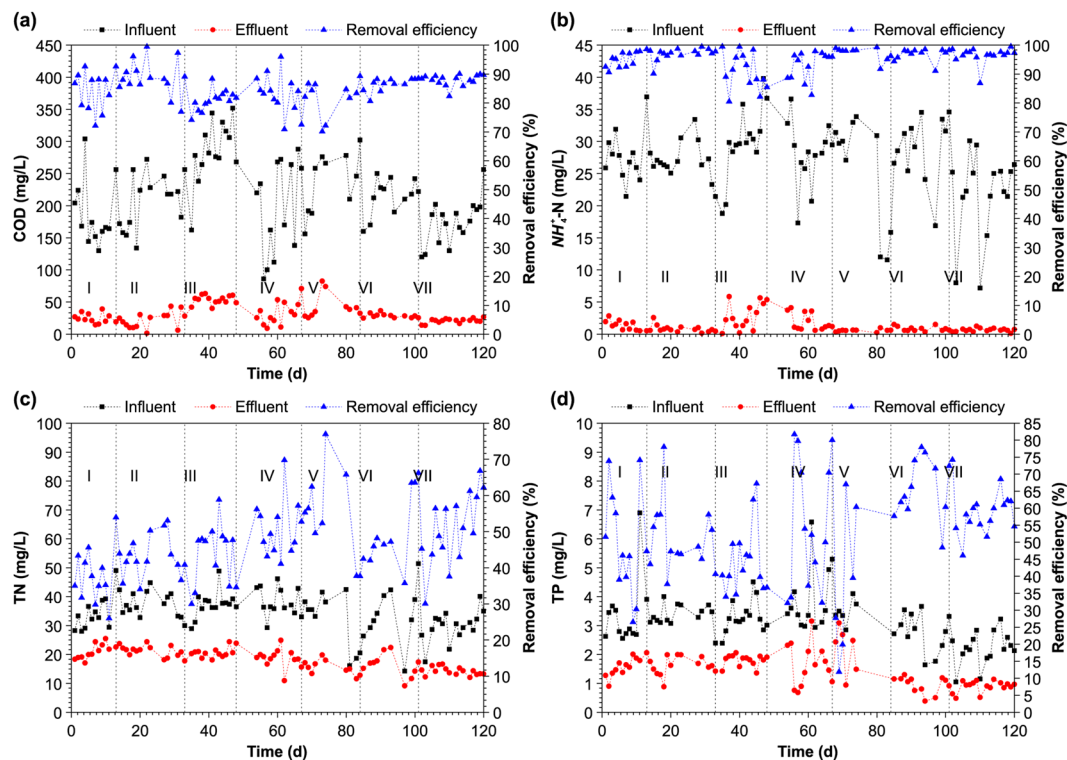 (a)
Influent Effluent Removal efficiency
450 400 350 300 250 200 150 100 50 0
COD (mg/L)
100 90 80 70 60 50 40 30 20 10 0
Removal efficiency (%)
I II III IV V VI VII
0 20 40 60 80 100 120
Time (d)
(b)
Influent Effluent Removal efficiency
45 40 35 30 25 20 15 10 5 0
NH₄⁺-N (mg/L)
100 90 80 70 60 50 40 30 20 10 0
Removal efficiency (%)
I II III IV V VI VII
0 20 40 60 80 100 120
Time (d)
(c)
Influent Effluent Removal efficiency
100 90 80 70 60 50 40 30 20 10 0
TN (mg/L)
80 70 60 50 40 30 20 10 0
Removal efficiency (%)
I II III IV V VI VII
0 20 40 60 80 100 120
Time (d)
(d)
Influent Effluent Removal efficiency
10 9 8 7 6 5 4 3 2 1 0
TP (mg/L)
85 80 75 70 65 60 55 50 45 40 35 30 25 20 15 10 5 0
Removal efficiency (%)
I II III IV V VI VII
0 20 40 60 80 100 120
Time (d)